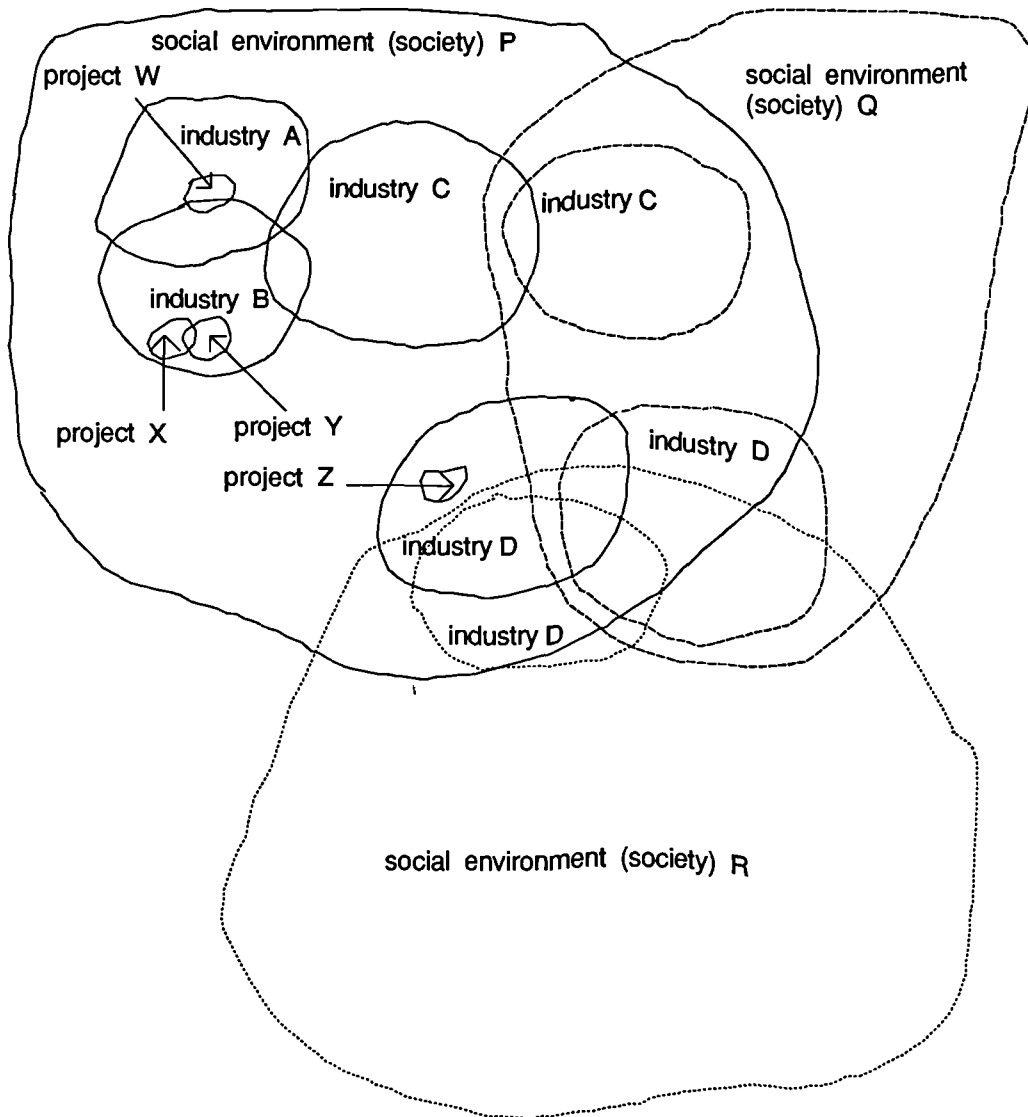 social environment (society) P
project W
social environment
(society) Q
industry A
industry C
industry C
industry B
project X
project Y
project Z
industry D
industry D
industry D
social environment (society) R